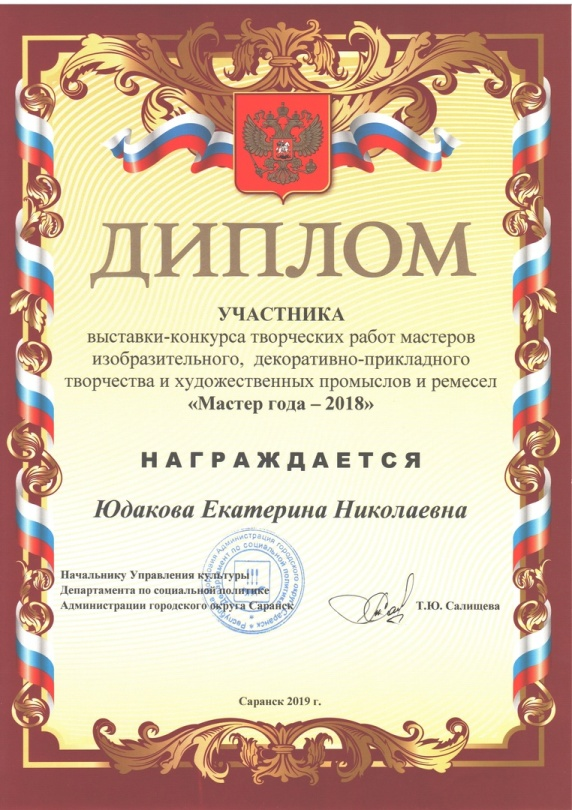 ДИПЛОМ
УЧАСТНИКА
выставки-конкурса творческих работ мастеров
изобразительного, декоративно-прикладного
творчества и художественных промыслов и ремесел
«Мастер года – 2018»
НАГРАЖДАЕТСЯ
Юдакова Екатерина Николаевна
Начальнику Управления культуры
Департамента по социальной политике
Администрации городского округа Саранск
Т.Ю. Салищева
Саранск 2019 г.